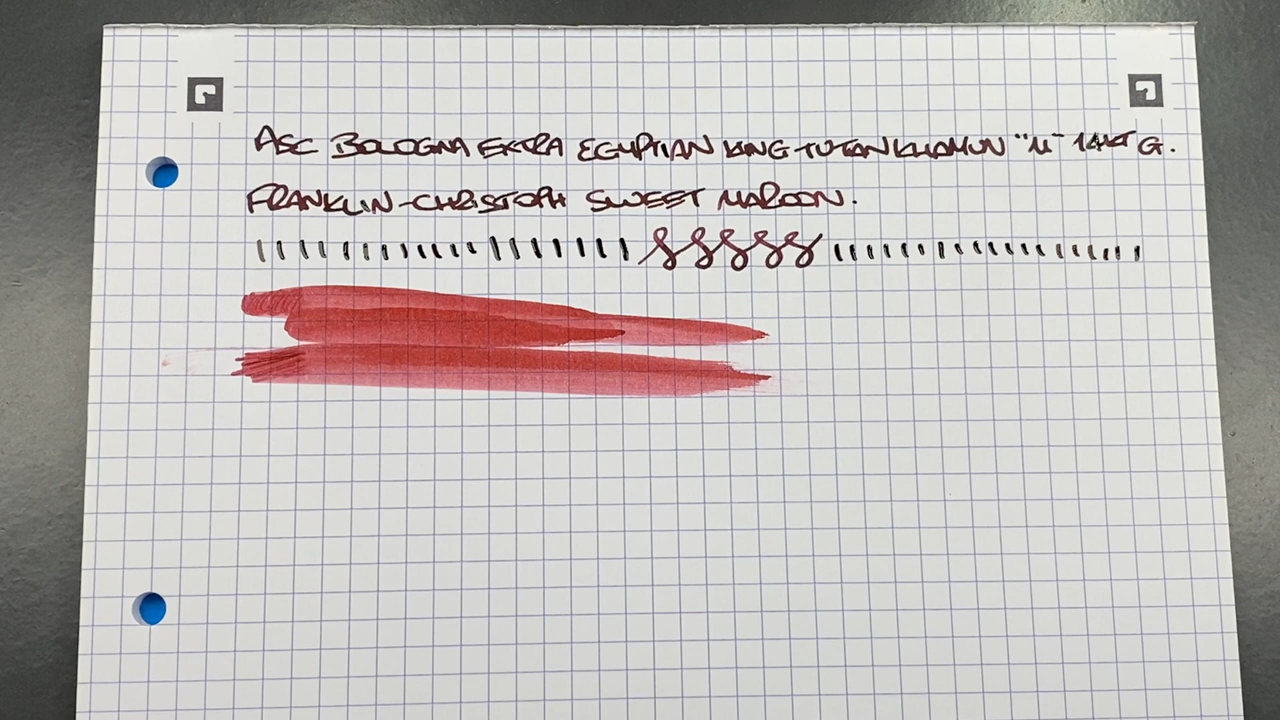 ASC BOLOGNA EXTRA EGYPTIAN KING TUTANKHAMUN "M" 14KT G.
FRANKLIN-CHRISTOPH SWEET MAROON.